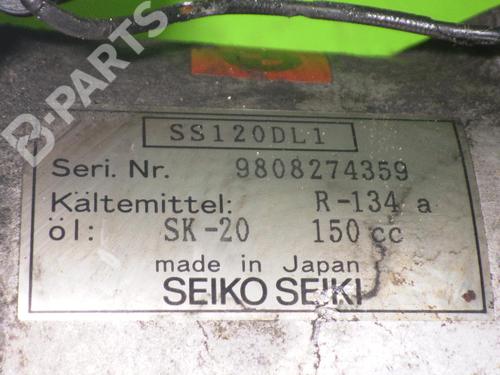 B-PARTS
SS120DL1
Seri. Nr. 9808274359
Kältemittel: R-134 a
öl: SK-20 150 cc
made in Japan
SEIKO SEIKI